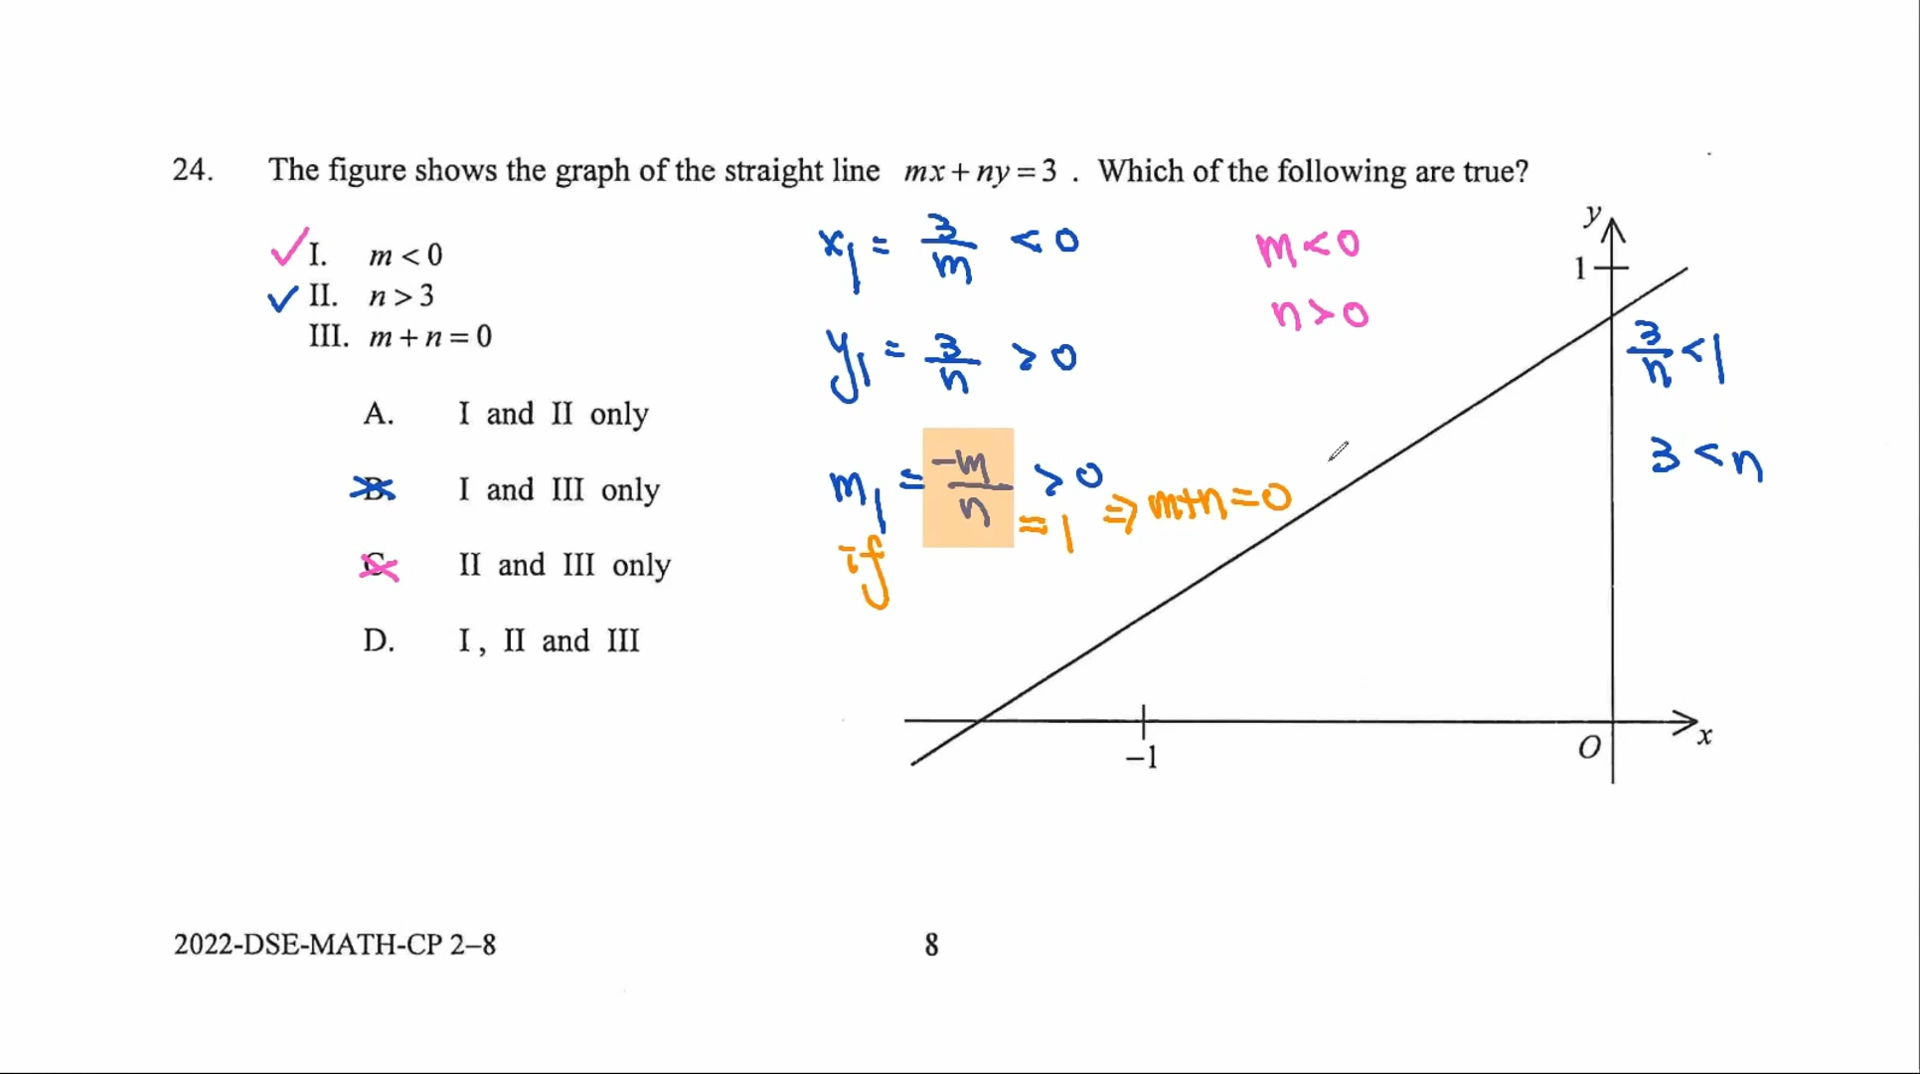 24. The figure shows the graph of the straight line mx + ny = 3 . Which of the following are true?
✓ I. m < 0
✓ II. n > 3
III. m + n = 0
A. I and II only
B. I and III only
C. II and III only
D. I , II and III
x₁ = 3/m < 0
y₁ = 3/n > 0
m₁ = -m/n > 0
if = 1 ⇒ m+n=0
m<0
n>0
y
1
3/n < 1
3 < n
-1
O
x
2022-DSE-MATH-CP 2–8
8